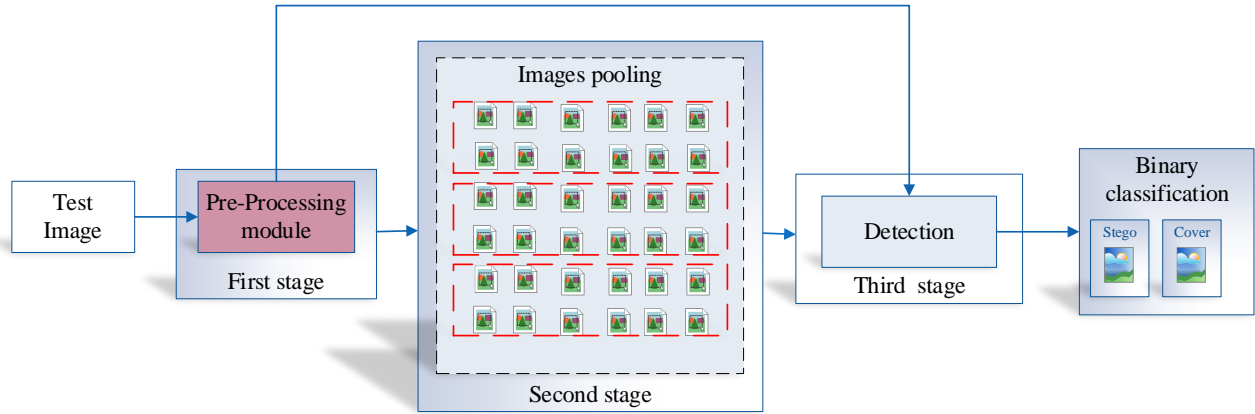 Test
Image
Pre-Processing
module
First stage
Images pooling
Second stage
Detection
Third stage
Binary
classification
Stego
Cover